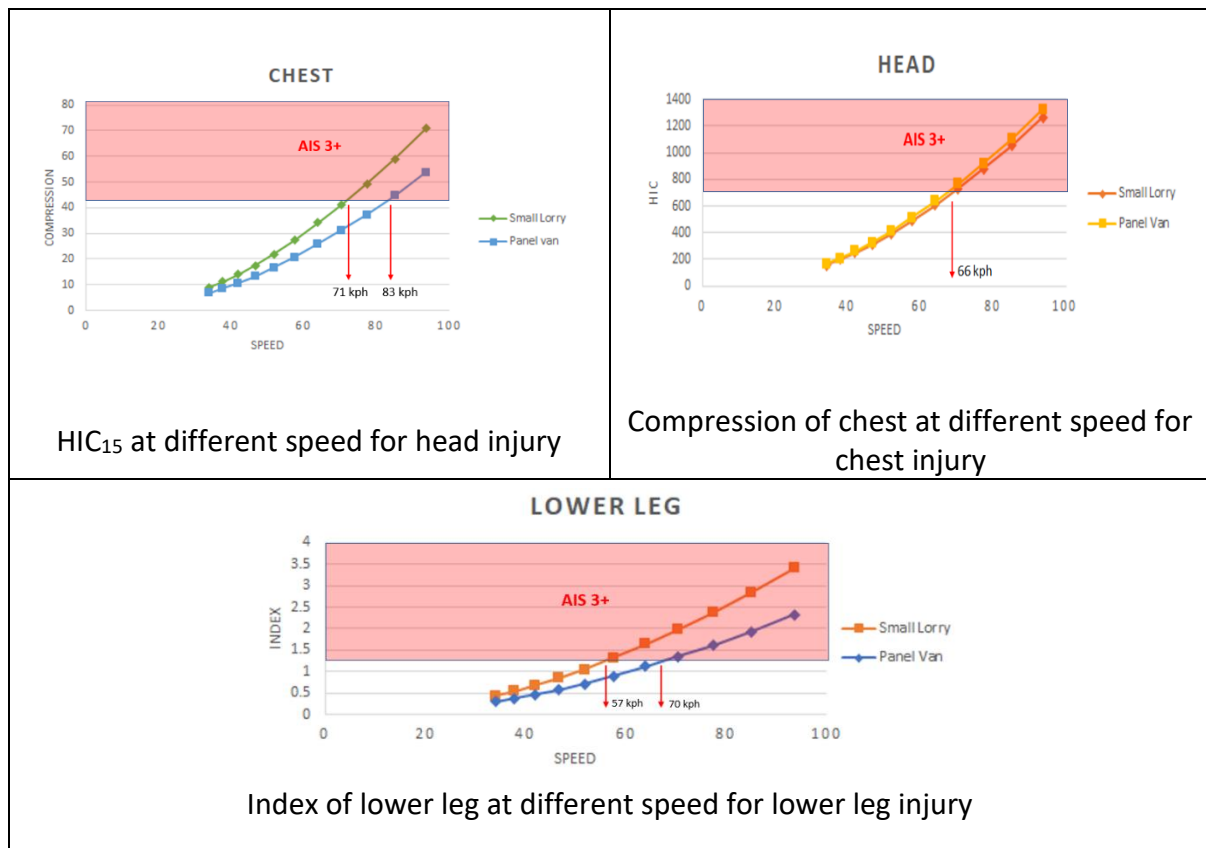 CHEST
COMPRESSION
80
70
60
50
40
30
20
10
0
AIS 3+
71 kph
83 kph
0 20 40 60 80 100
SPEED
Small Lorry
Panel van
HIC₁₅ at different speed for head injury
HEAD
HIC
1400
1200
1000
800
600
400
200
0
AIS 3+
66 kph
0 20 40 60 80 100
SPEED
Small Lorry
Panel Van
Compression of chest at different speed for
chest injury
LOWER LEG
INDEX
4
3.5
3
2.5
2
1.5
1
0.5
0
AIS 3+
57 kph
70 kph
0 20 40 60 80 100
SPEED
Small Lorry
Panel Van
Index of lower leg at different speed for lower leg injury